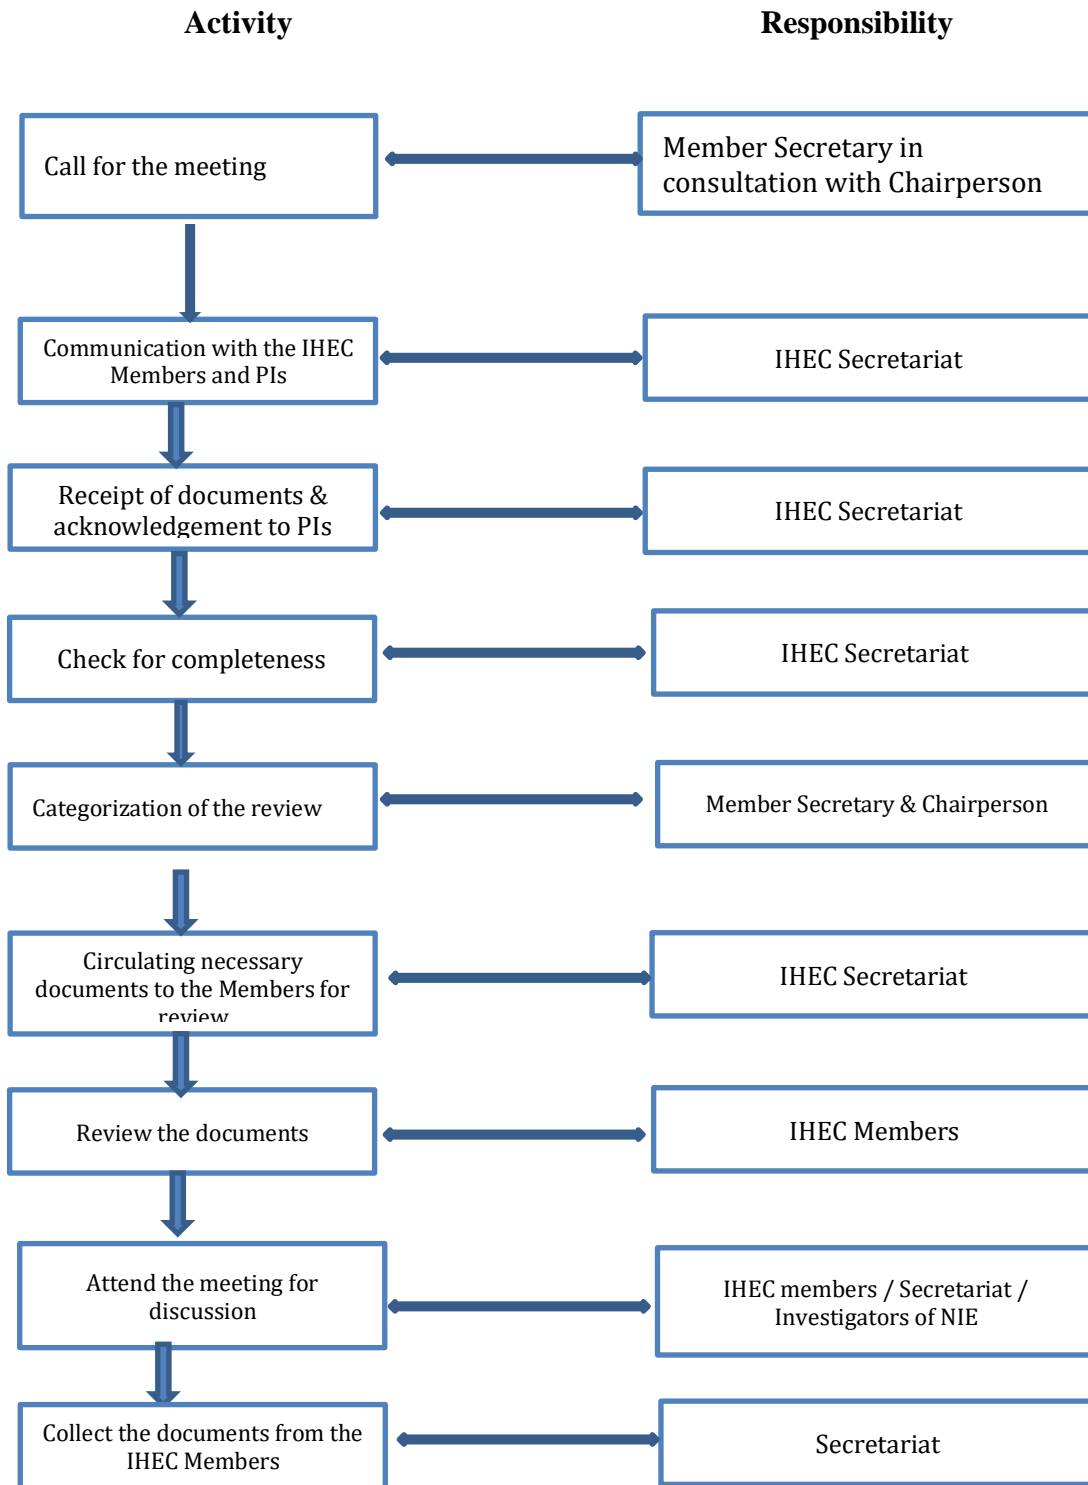 Activity
Responsibility
Call for the meeting
Member Secretary in
consultation with Chairperson
Communication with the IHEC
Members and PIs
IHEC Secretariat
Receipt of documents &
acknowledgement to PIs
IHEC Secretariat
Check for completeness
IHEC Secretariat
Categorization of the review
Member Secretary & Chairperson
Circulating necessary
documents to the Members for
review
IHEC Secretariat
Review the documents
IHEC Members
Attend the meeting for
discussion
IHEC members / Secretariat /
Investigators of NIE
Collect the documents from the
IHEC Members
Secretariat